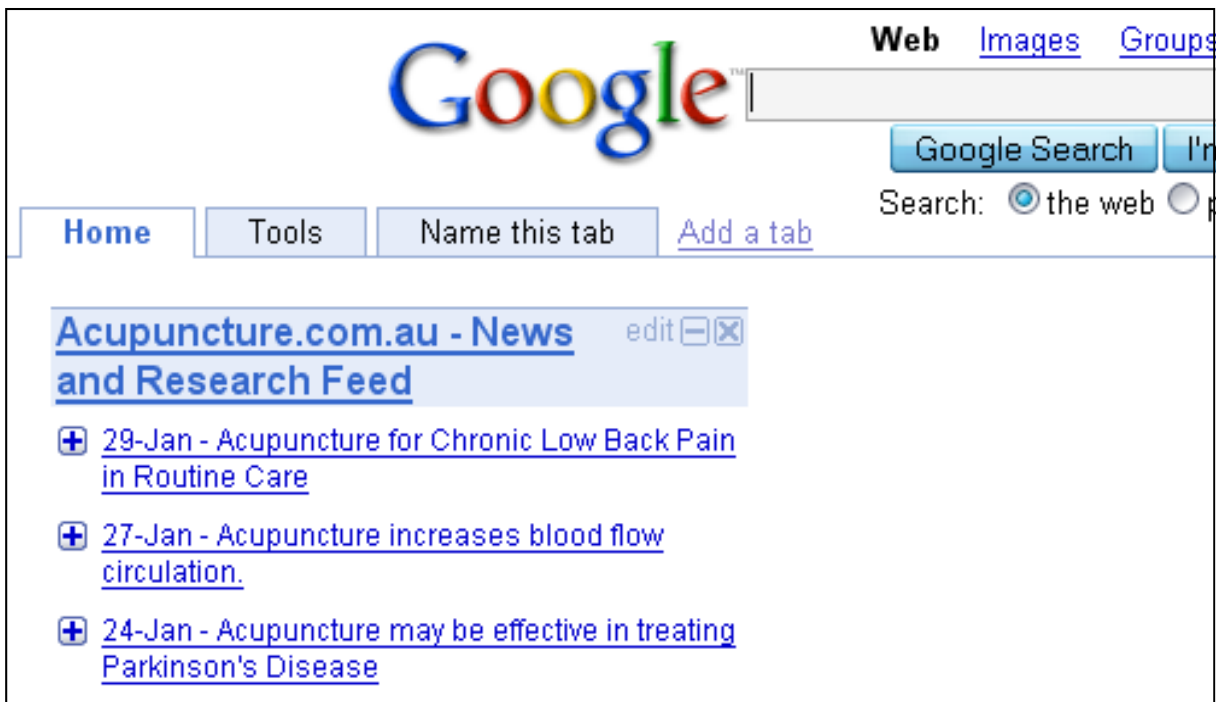 Web Images Groups
Google™
Google Search I'
Search: the web
Home Tools Name this tab Add a tab
Acupuncture.com.au - News edit
and Research Feed
29-Jan - Acupuncture for Chronic Low Back Pain
in Routine Care
27-Jan - Acupuncture increases blood flow
circulation.
24-Jan - Acupuncture may be effective in treating
Parkinson's Disease